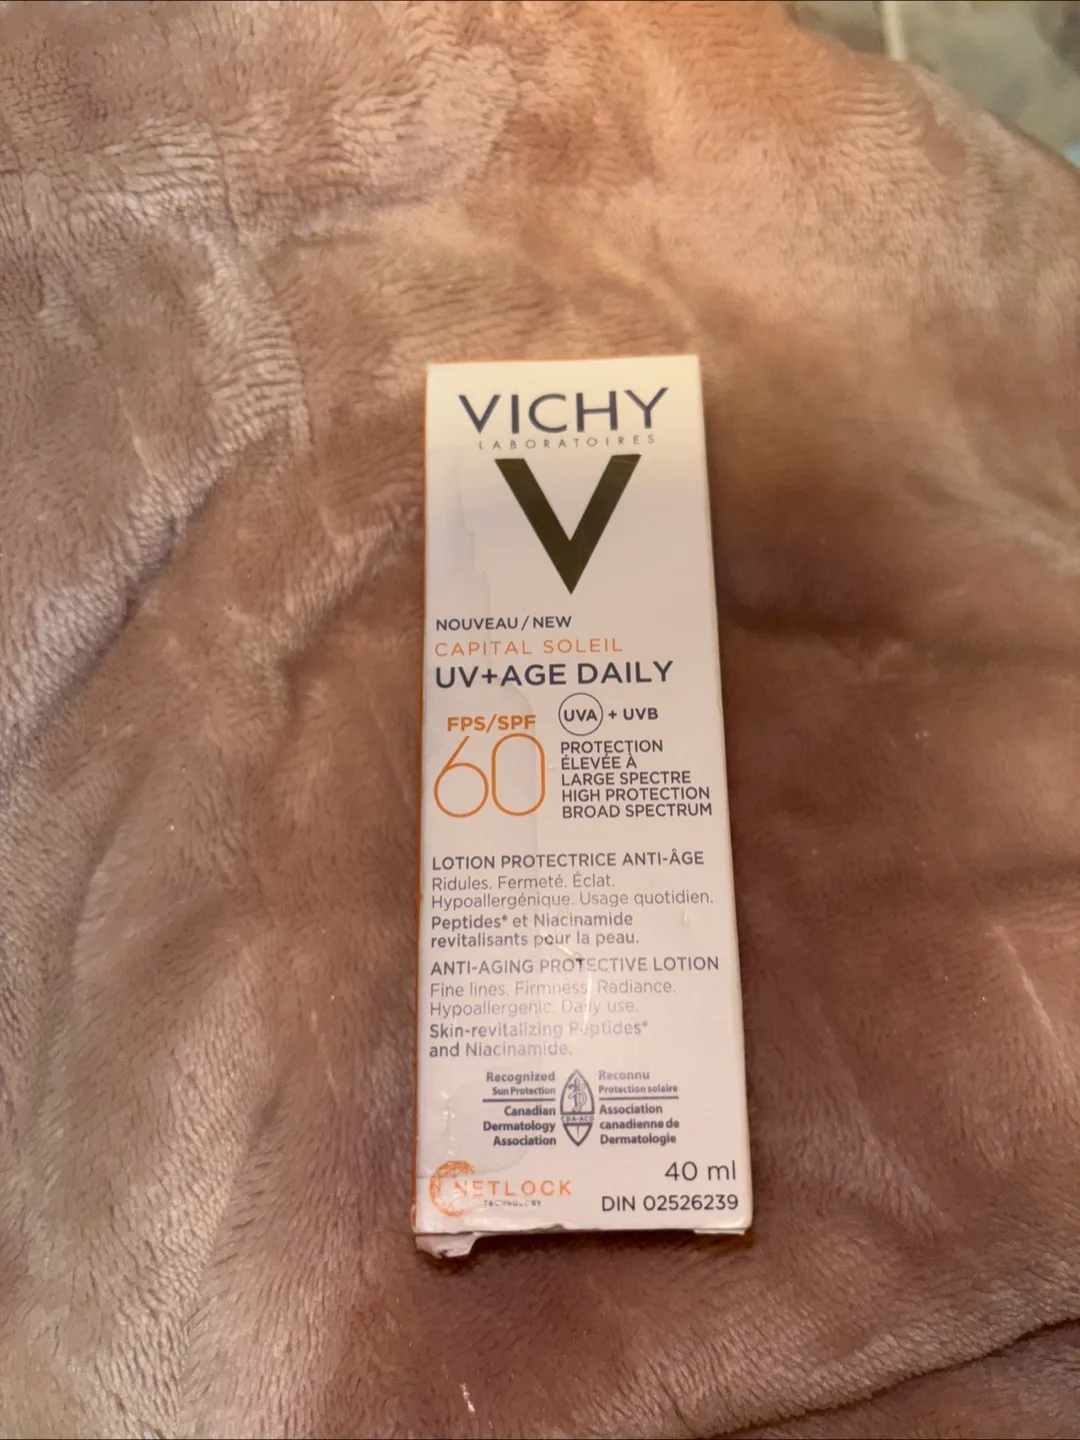 VICHY
LABORATOIRES
NOUVEAU / NEW
CAPITAL SOLEIL
UV+AGE DAILY
FPS/SPF
60
UVA + UVB
PROTECTION
ÉLEVÉE À
LARGE SPECTRE
HIGH PROTECTION
BROAD SPECTRUM
LOTION PROTECTRICE ANTI-ÂGE
Ridules. Fermeté. Éclat.
Hypoallergénique. Usage quotidien.
Peptides* et Niacinamide
revitalisants pour la peau.
ANTI-AGING PROTECTIVE LOTION
Fine lines. Firmness. Radiance.
Hypoallergenic. Daily use.
Skin-revitalizing Peptides*
and Niacinamide.
Recognized
Sun Protection
Canadian
Dermatology
Association
CDA-ACD
Reconnu
Protection solaire
Association
canadienne de
Dermatologie
NETLOCK
TECHNOLOGY
40 ml
DIN 02526239